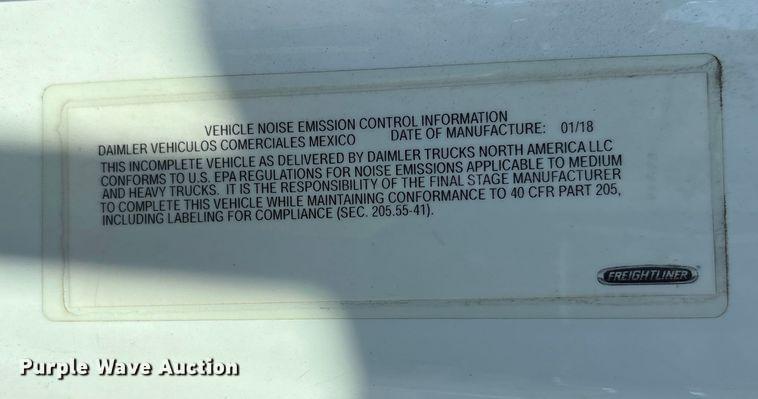 VEHICLE NOISE EMISSION CONTROL INFORMATION
DAIMLER VEHICULOS COMERCIALES MEXICO DATE OF MANUFACTURE: 01/18
THIS INCOMPLETE VEHICLE AS DELIVERED BY DAIMLER TRUCKS NORTH AMERICA LLC
CONFORMS TO U.S. EPA REGULATIONS FOR NOISE EMISSIONS APPLICABLE TO MEDIUM
AND HEAVY TRUCKS. IT IS THE RESPONSIBILITY OF THE FINAL STAGE MANUFACTURER
TO COMPLETE THIS VEHICLE WHILE MAINTAINING CONFORMANCE TO 40 CFR PART 205,
INCLUDING LABELING FOR COMPLIANCE (SEC. 205.55-41).
FREIGHTLINER
Purple Wave Auction